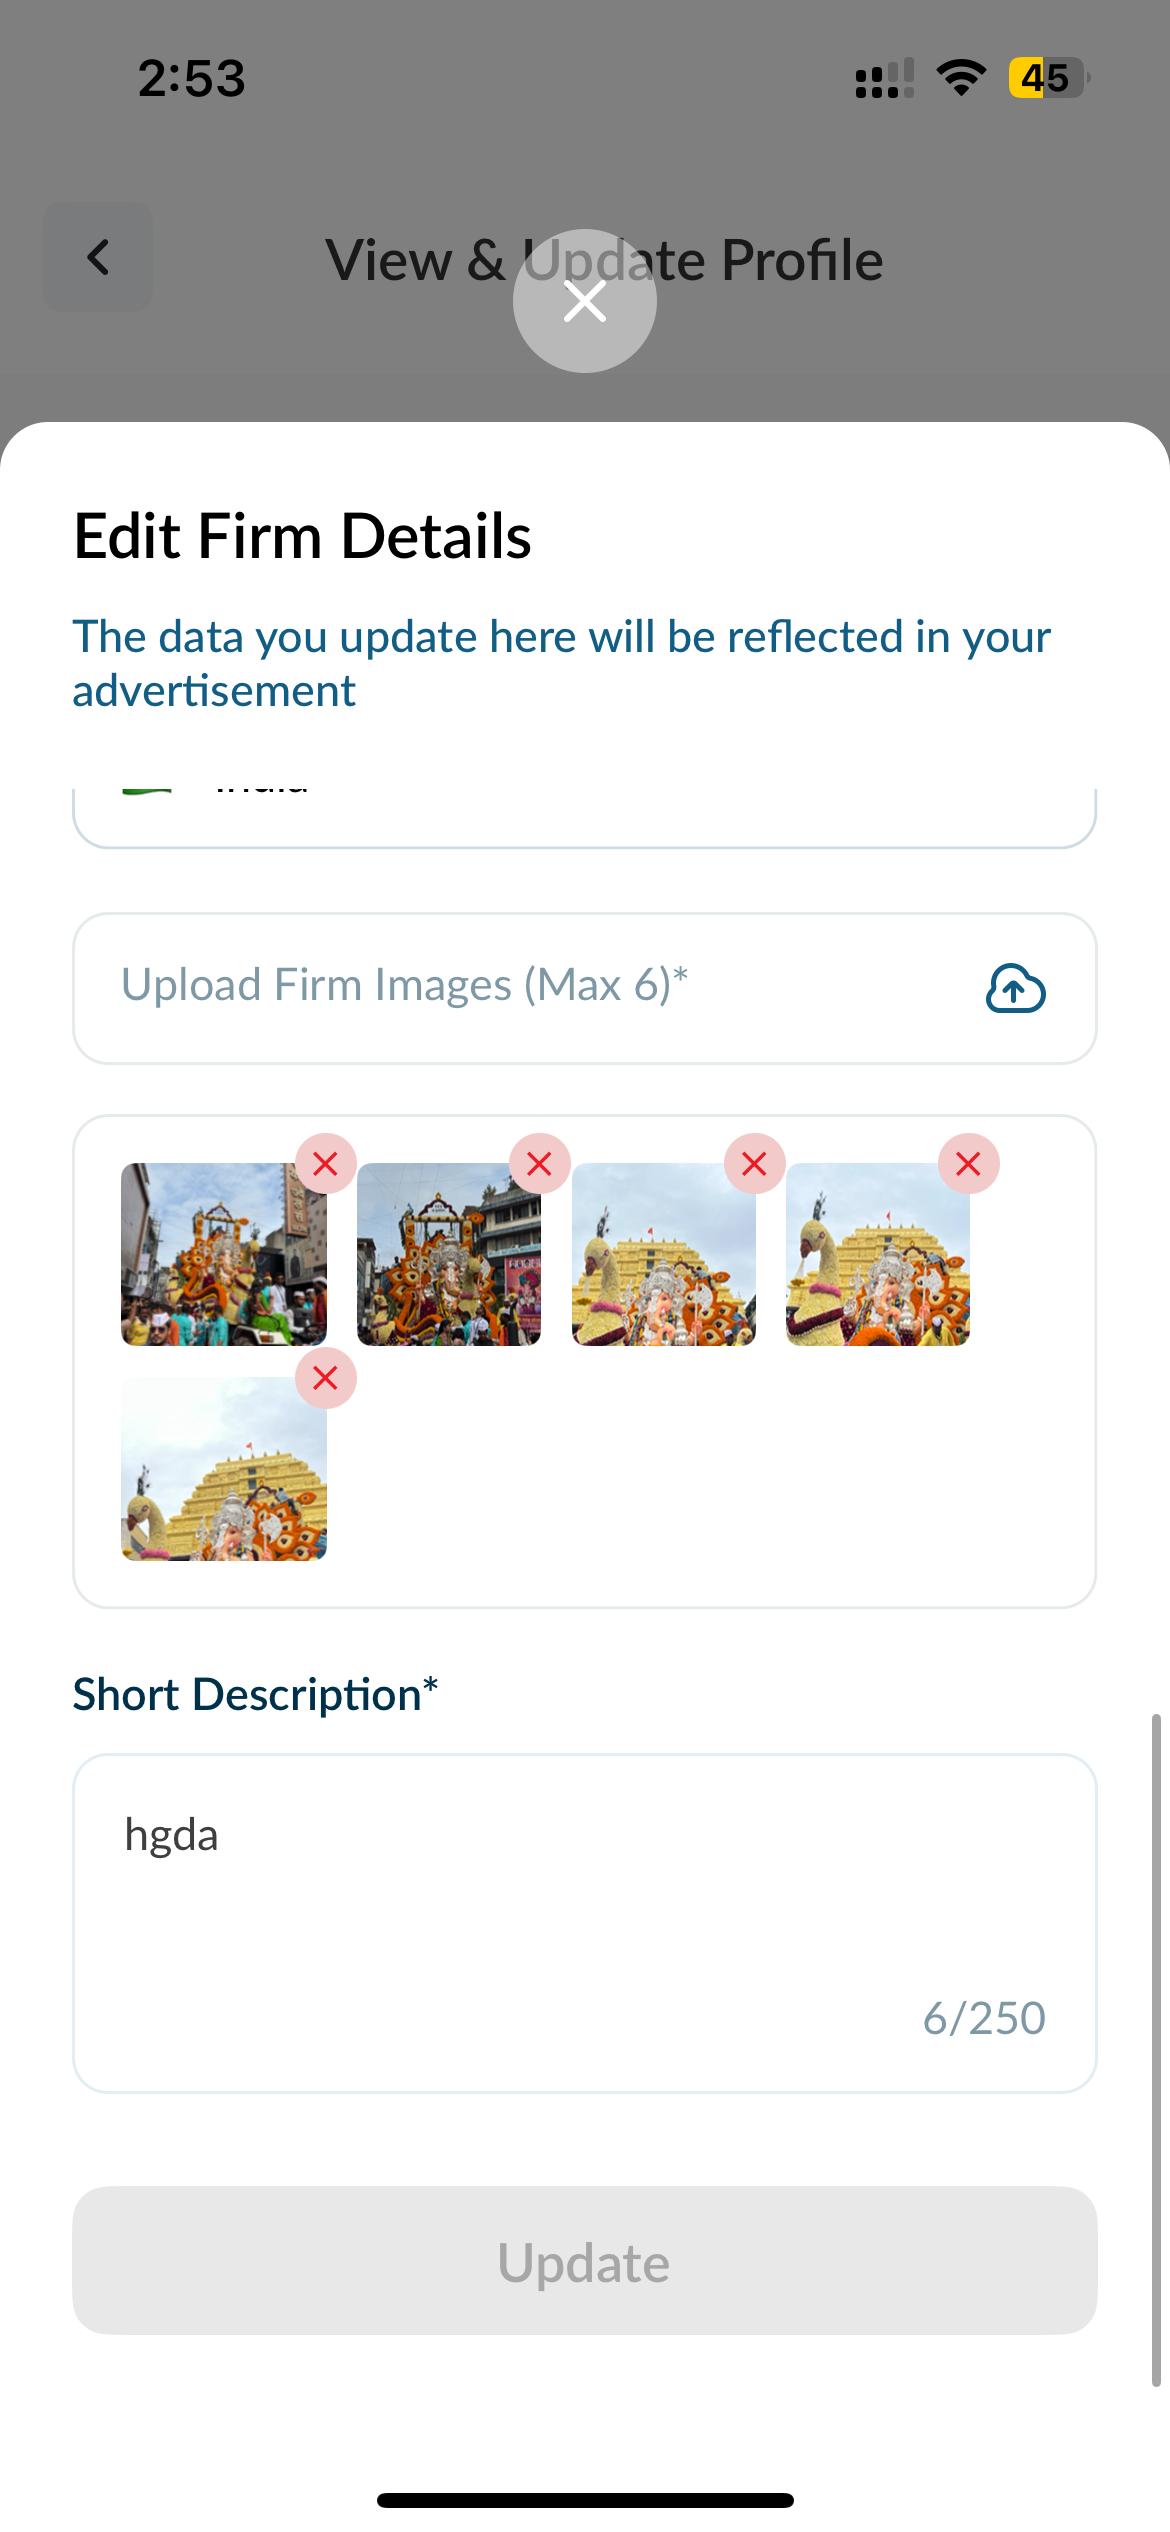 2:53
45
View & Update Profile
Edit Firm Details
The data you update here will be reflected in your
advertisement
India
Upload Firm Images (Max 6)*
Short Description*
hgda
6/250
Update